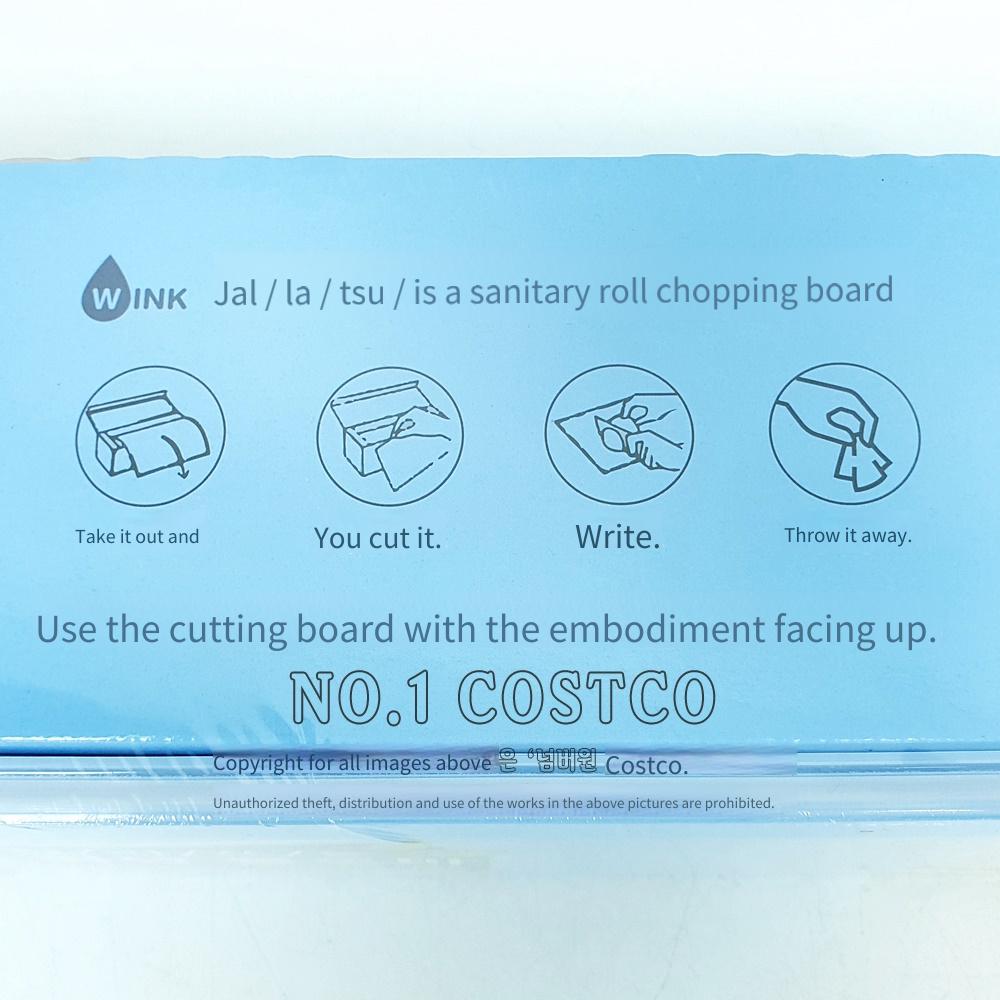 WINK Jal / la / tsu / is a sanitary roll chopping board
Take it out and
You cut it.
Write.
Throw it away.
Use the cutting board with the embodiment facing up.
NO.1 COSTCO
Copyright for all images above 은 '넘버원 Costco.
Unauthorized theft, distribution and use of the works in the above pictures are prohibited.